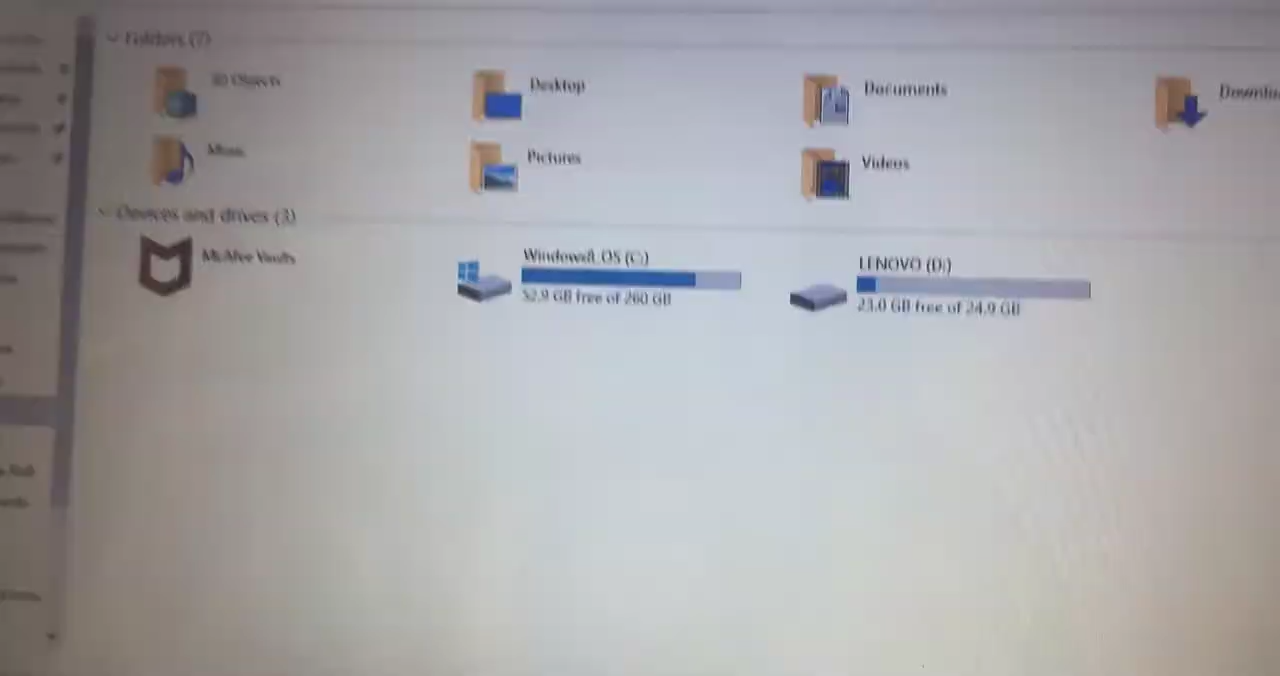 Folders (7)
3D Objects
Desktop
Documents
Music
Pictures
Videos
Devices and drives (3)
McAfee Vaults
Windows8_OS (C:)
52.9 GB free of 260 GB
LENOVO (D:)
23.0 GB free of 24.9 GB